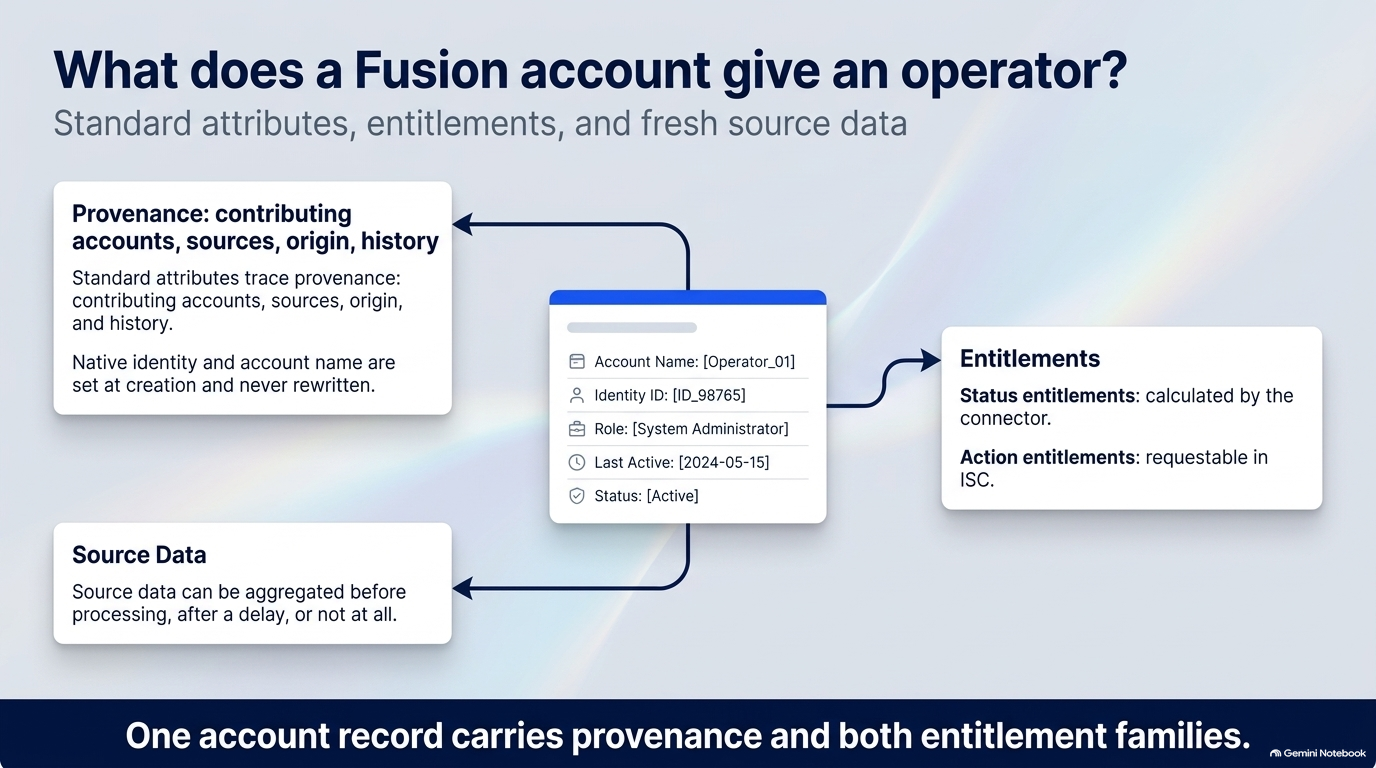 What does a Fusion account give an operator?
Standard attributes, entitlements, and fresh source data
Provenance: contributing
accounts, sources, origin, history
Standard attributes trace provenance:
contributing accounts, sources, origin,
and history.
Native identity and account name are
set at creation and never rewritten.
Account Name: [Operator_01]
Identity ID: [ID_98765]
Role: [System Administrator]
Last Active: [2024-05-15]
Status: [Active]
Entitlements
Status entitlements: calculated by the
connector.
Action entitlements: requestable in
ISC.
Source Data
Source data can be aggregated before
processing, after a delay, or not at all.
One account record carries provenance and both entitlement families.
Gemini Notebook